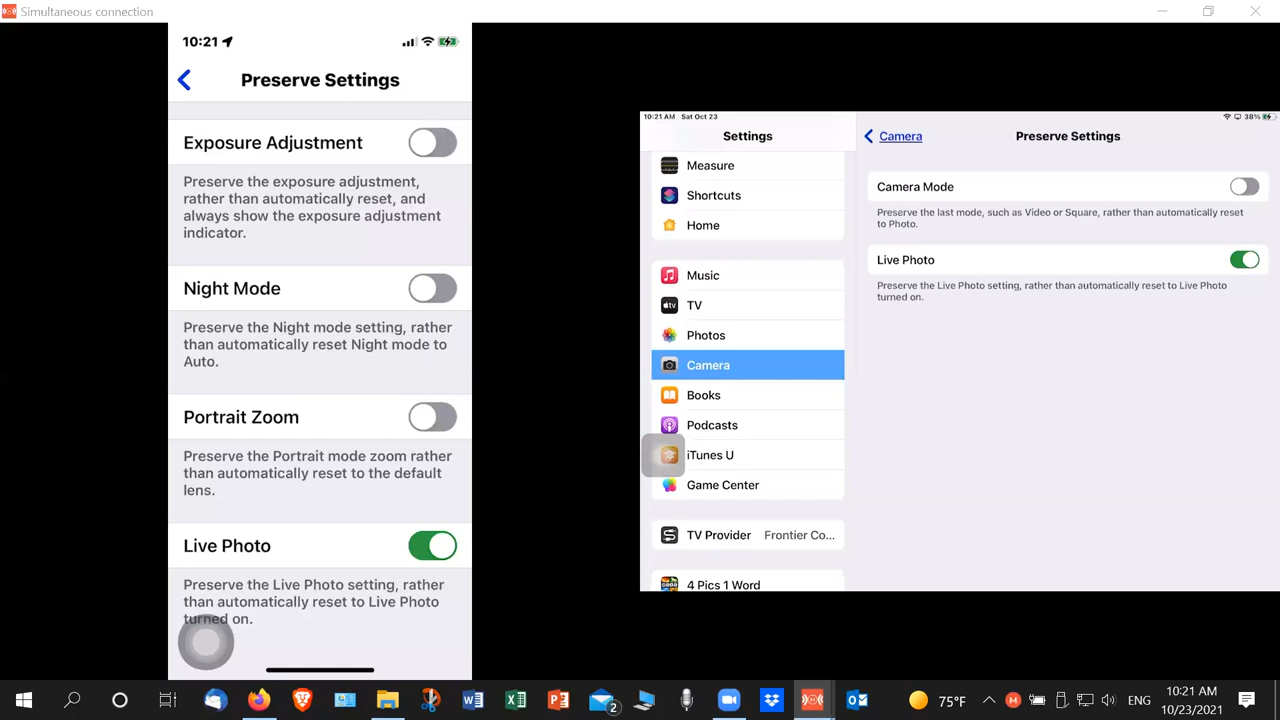 Simultaneous connection
10:21
Preserve Settings
Exposure Adjustment
Preserve the exposure adjustment,
rather than automatically reset, and
always show the exposure adjustment
indicator.
Night Mode
Preserve the Night mode setting, rather
than automatically reset Night mode to
Auto.
Portrait Zoom
Preserve the Portrait mode zoom rather
than automatically reset to the default
lens.
Live Photo
Preserve the Live Photo setting, rather
than automatically reset to Live Photo
turned on.
10:21 AM Sat Oct 23
38%
Settings
Measure
Shortcuts
Home
Music
TV
Photos
Camera
Books
Podcasts
iTunes U
Game Center
TV Provider Frontier Co...
4 Pics 1 Word
Camera
Preserve Settings
Camera Mode
Preserve the last mode, such as Video or Square, rather than automatically reset
to Photo.
Live Photo
Preserve the Live Photo setting, rather than automatically reset to Live Photo
turned on.
2
75°F
ENG
10:21 AM
10/23/2021